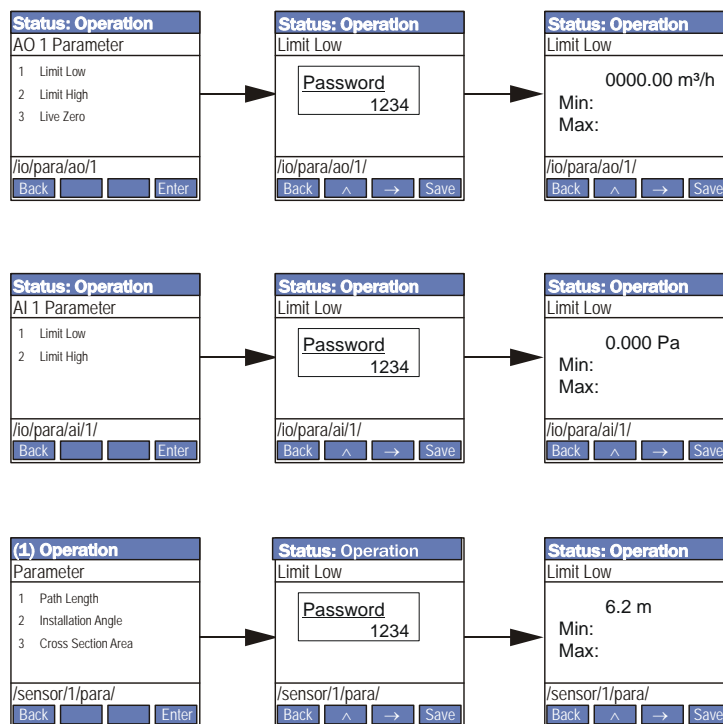 Status: Operation
AO 1 Parameter
1 Limit Low
2 Limit High
3 Live Zero
/io/para/ao/1
Back Enter
Status: Operation
Limit Low
Password
1234
/io/para/ao/1/
Back ^ → Save
Status: Operation
Limit Low
0000.00 m³/h
Min:
Max:
/io/para/ao/1/
Back ^ → Save
Status: Operation
AI 1 Parameter
1 Limit Low
2 Limit High
/io/para/ai/1/
Back Enter
Status: Operation
Limit Low
Password
1234
/io/para/ai/1/
Back ^ → Save
Status: Operation
Limit Low
0.000 Pa
Min:
Max:
/io/para/ai/1/
Back ^ → Save
(1) Operation
Parameter
1 Path Length
2 Installation Angle
3 Cross Section Area
/sensor/1/para/
Back Enter
Status: Operation
Limit Low
Password
1234
/sensor/1/para/
Back ^ → Save
Status: Operation
Limit Low
6.2 m
Min:
Max:
/sensor/1/para/
Back ^ → Save